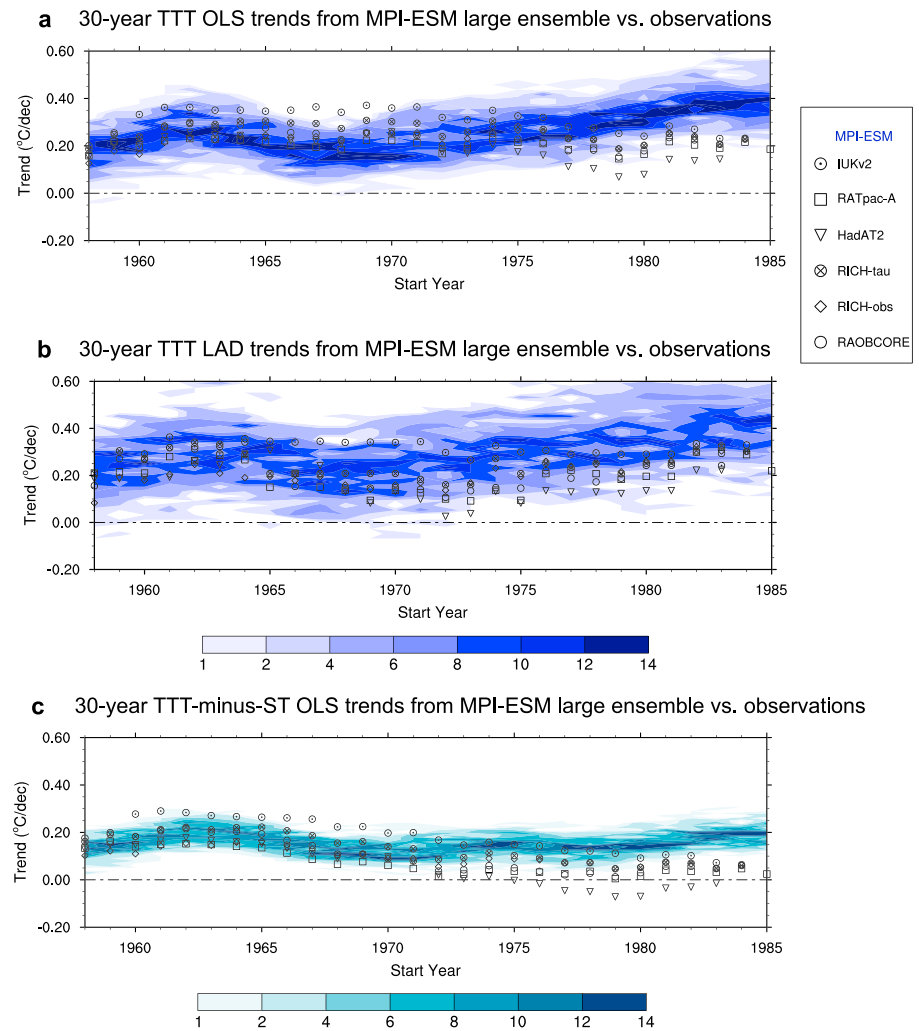 a 30-year TTT OLS trends from MPI-ESM large ensemble vs. observations
0.60
0.40
0.20
0.00
-0.20
Trend (°C/dec)
1960 1965 1970 1975 1980 1985
Start Year
MPI-ESM
IUKv2
RATpac-A
HadAT2
RICH-tau
RICH-obs
RAOBCORE
b 30-year TTT LAD trends from MPI-ESM large ensemble vs. observations
0.60
0.40
0.20
0.00
-0.20
Trend (°C/dec)
1960 1965 1970 1975 1980 1985
Start Year
1 2 4 6 8 10 12 14
c 30-year TTT-minus-ST OLS trends from MPI-ESM large ensemble vs. observations
0.60
0.40
0.20
0.00
-0.20
Trend (°C/dec)
1960 1965 1970 1975 1980 1985
Start Year
1 2 4 6 8 10 12 14